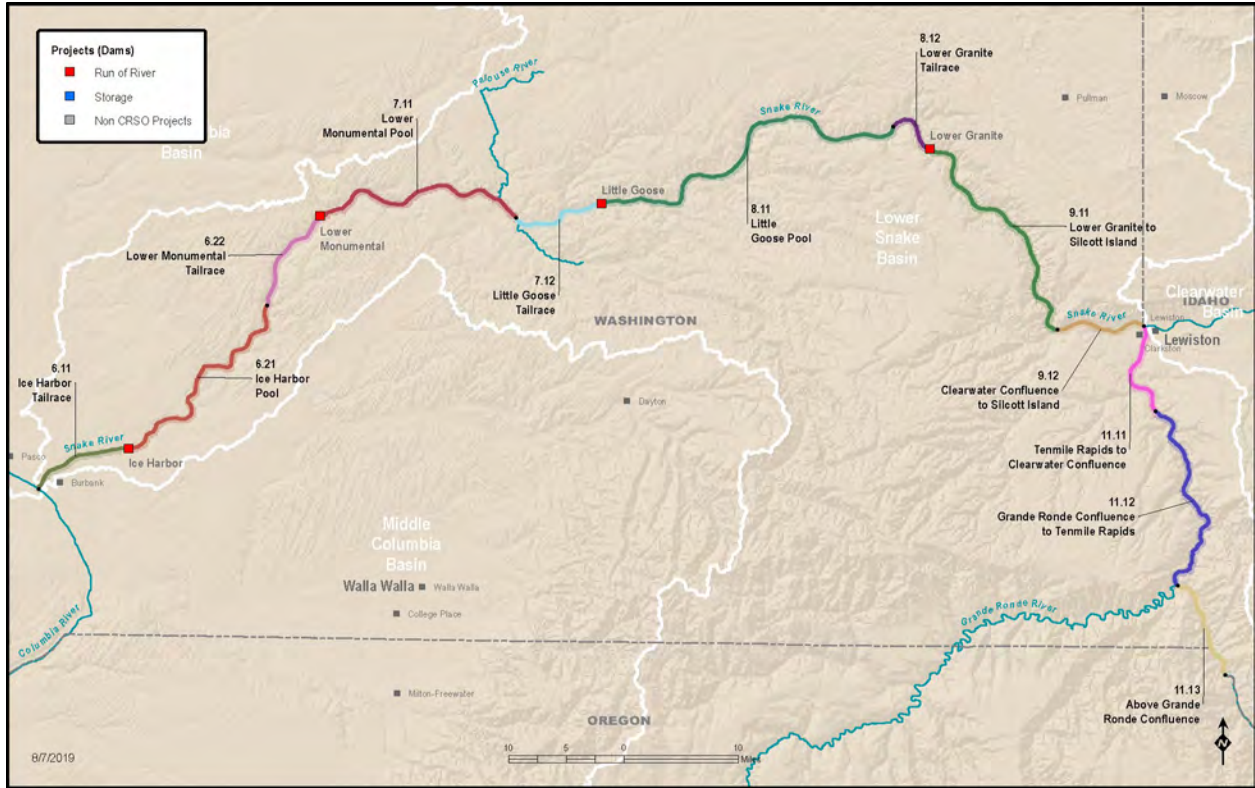 Projects (Dams)
Run of River
Storage
Non CRSO Projects
Basin
Palouse River
8.12
Lower Granite
Tailrace
7.11
Lower
Monumental Pool
Snake River
Pullman
Moscow
Lower Granite
Little Goose
Lower
Monumental
8.11
Little
Goose Pool
Lower
Snake
Basin
9.11
Lower Granite to
Silcott Island
6.22
Lower Monumental
Tailrace
7.12
Little Goose
Tailrace
WASHINGTON
Clearwater
Basin
IDAHO
Snake River
Lewiston
Lewiston
Clarkston
6.21
Ice Harbor
Pool
6.11
Ice Harbor
Tailrace
9.12
Clearwater Confluence
to Silcott Island
Dayton
Snake River
Ice Harbor
Pasco
Burbank
11.11
Tenmile Rapids to
Clearwater Confluence
11.12
Grande Ronde Confluence
to Tenmile Rapids
Middle
Columbia
Basin
Walla Walla
Walla Walla
College Place
Columbia River
Grande Ronde River
Milton-Freewater
OREGON
11.13
Above Grande
Ronde Confluence
N
8/7/2019
10 5 0 10
Miles